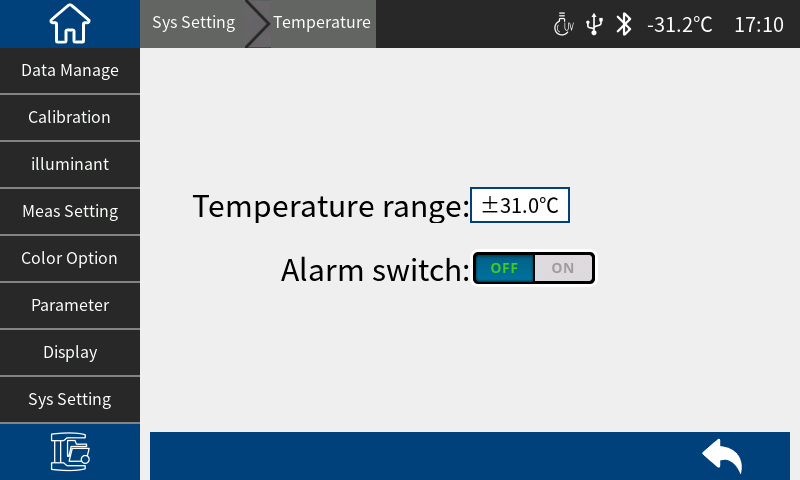 Sys Setting Temperature UV -31.2℃ 17:10
Data Manage
Calibration
illuminant
Meas Setting
Color Option
Parameter
Display
Sys Setting
Temperature range: ±31.0℃
Alarm switch: OFF ON